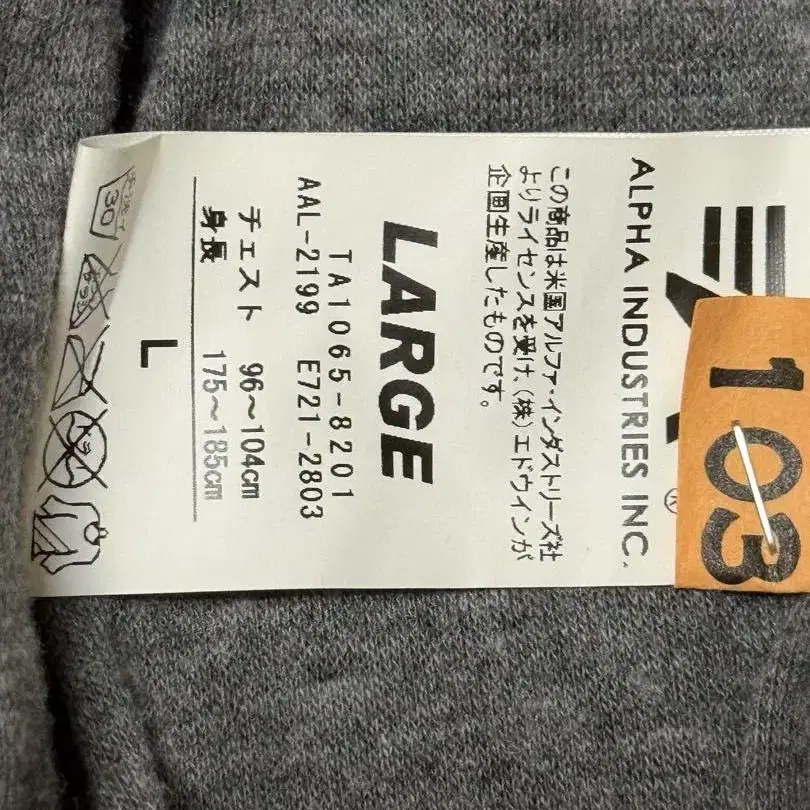 ALPHA INDUSTRIES INC.
®
103
この商品は米国アルファ・インダストリーズ社
よりライセンスを受け、(株)エドウインが
企画生産したものです。
LARGE
TA1065-8201
AAL-2199 E721-2803
チェスト 96～104cm
身長 175～185cm
L
30
ドライ